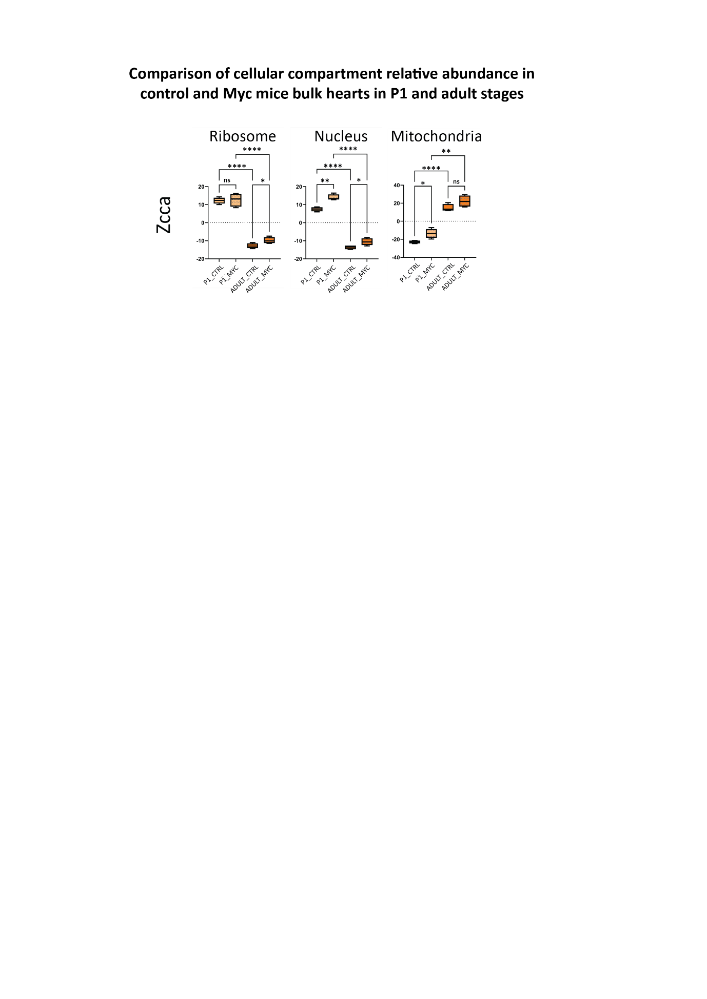 Comparison of cellular compartment relative abundance in
control and Myc mice bulk hearts in P1 and adult stages
Ribosome
Nucleus
Mitochondria
Zcca
****
****
ns
*
20
10
0
-10
-20
P1_CTRL
P1_MYC
ADULT_CTRL
ADULT_MYC
****
****
**
*
20
10
0
-10
-20
P1_CTRL
P1_MYC
ADULT_CTRL
ADULT_MYC
**
****
*
ns
40
20
0
-20
-40
P1_CTRL
P1_MYC
ADULT_CTRL
ADULT_MYC